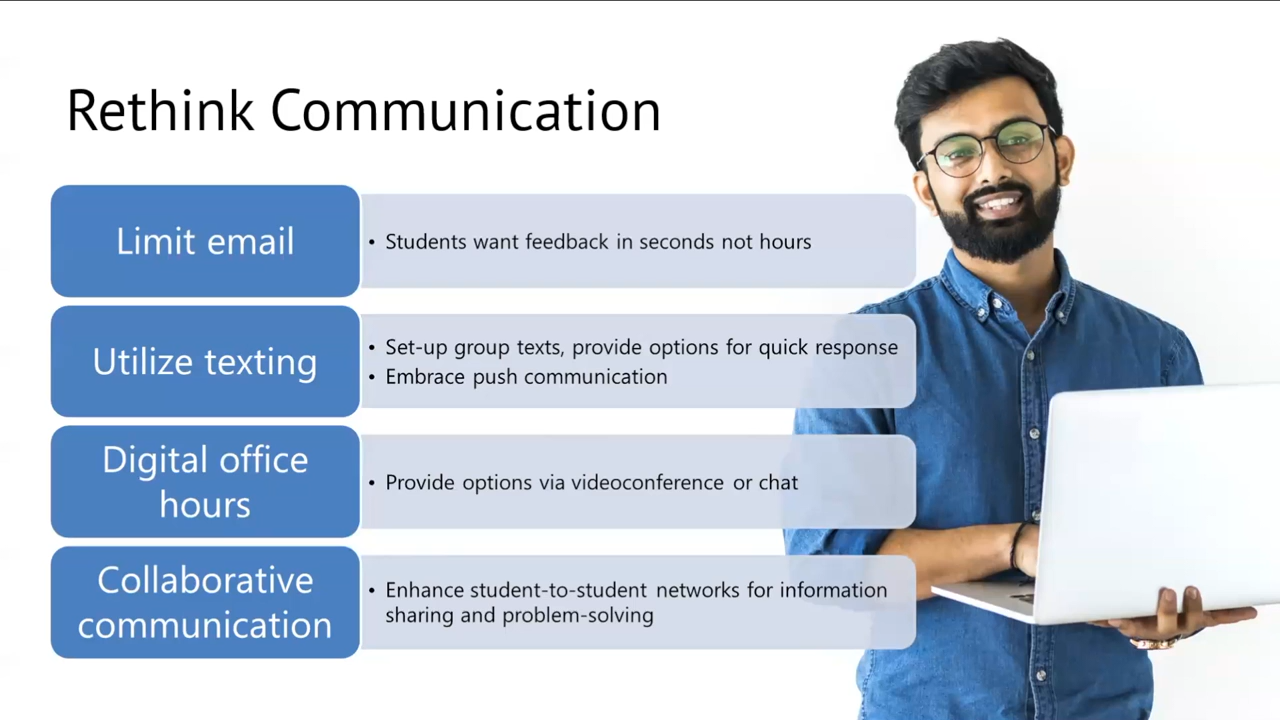 Rethink Communication
Limit email
• Students want feedback in seconds not hours
Utilize texting
• Set-up group texts, provide options for quick response
• Embrace push communication
Digital office
hours
• Provide options via videoconference or chat
Collaborative
communication
• Enhance student-to-student networks for information
sharing and problem-solving